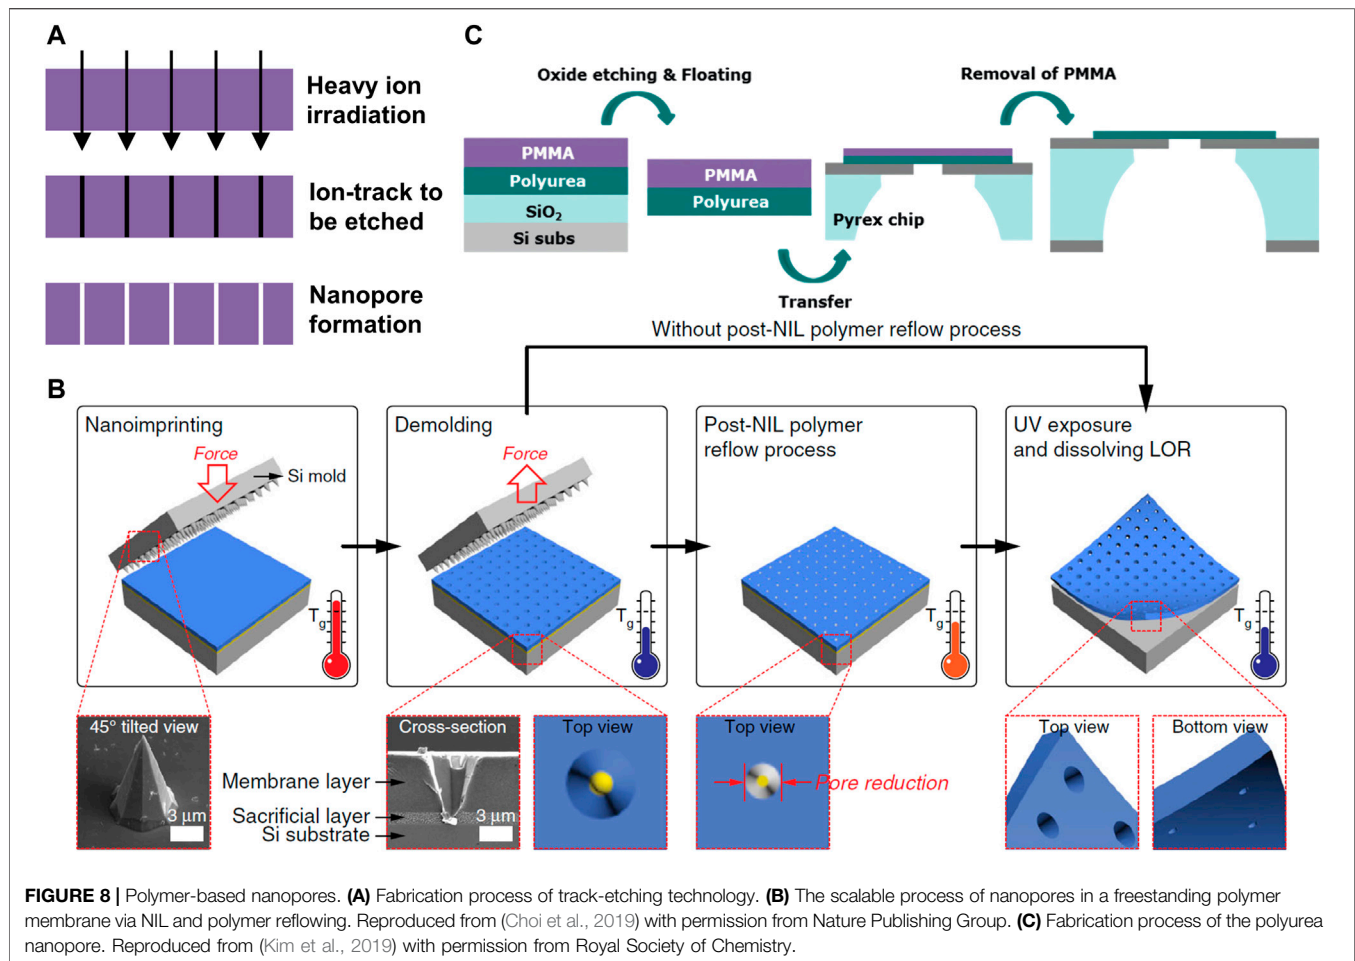 A
Heavy ion
irradiation
Ion-track to
be etched
Nanopore
formation
C
Oxide etching & Floating
Removal of PMMA
PMMA
Polyurea
SiO₂
Si subs
PMMA
Polyurea
Pyrex chip
Transfer
Without post-NIL polymer reflow process
B
Nanoimprinting
Force
Si mold
Tg
Demolding
Force
Tg
Post-NIL polymer
reflow process
Tg
UV exposure
and dissolving LOR
Tg
45° tilted view
3 μm
Cross-section
3 μm
Membrane layer
Sacrificial layer
Si substrate
Top view
Top view
Pore reduction
Top view
Bottom view
FIGURE 8 | Polymer-based nanopores. (A) Fabrication process of track-etching technology. (B) The scalable process of nanopores in a freestanding polymer
membrane via NIL and polymer reflowing. Reproduced from (Choi et al., 2019) with permission from Nature Publishing Group. (C) Fabrication process of the polyurea
nanopore. Reproduced from (Kim et al., 2019) with permission from Royal Society of Chemistry.